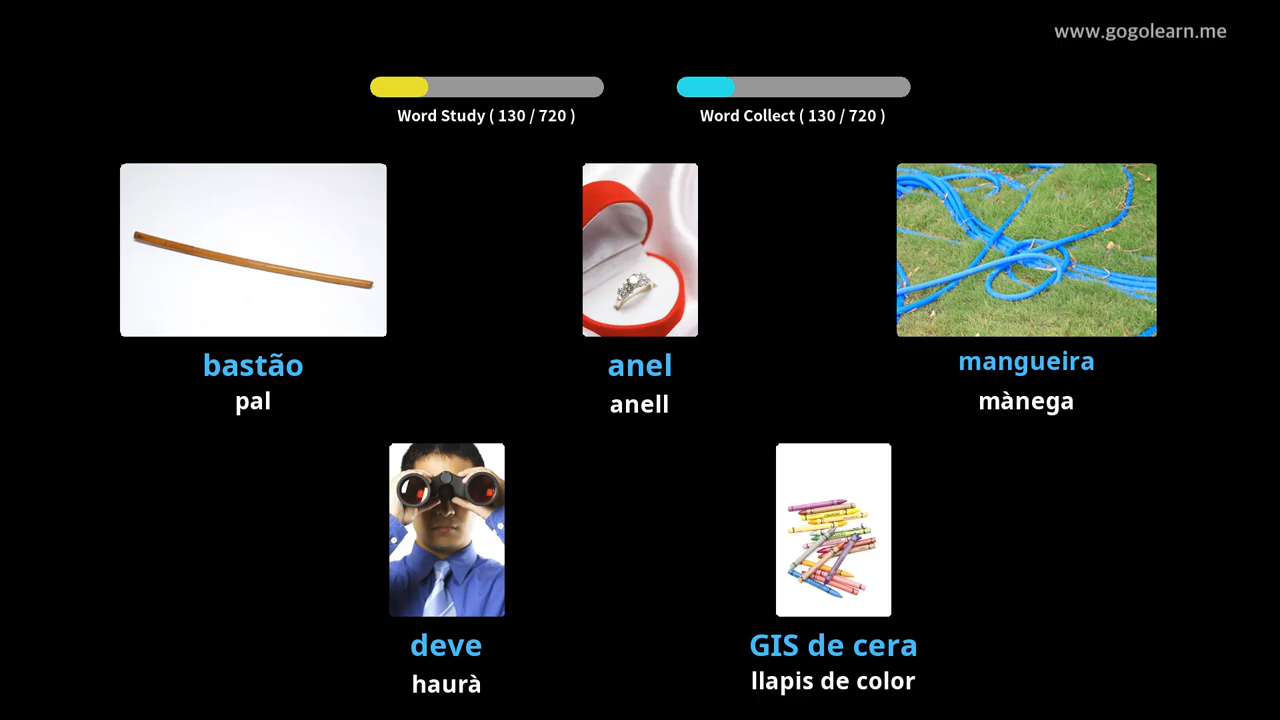 www.gogolearn.me
Word Study ( 130 / 720 )
Word Collect ( 130 / 720 )
bastão
pal
anel
anell
mangueira
mànega
deve
haurà
GIS de cera
llapis de color